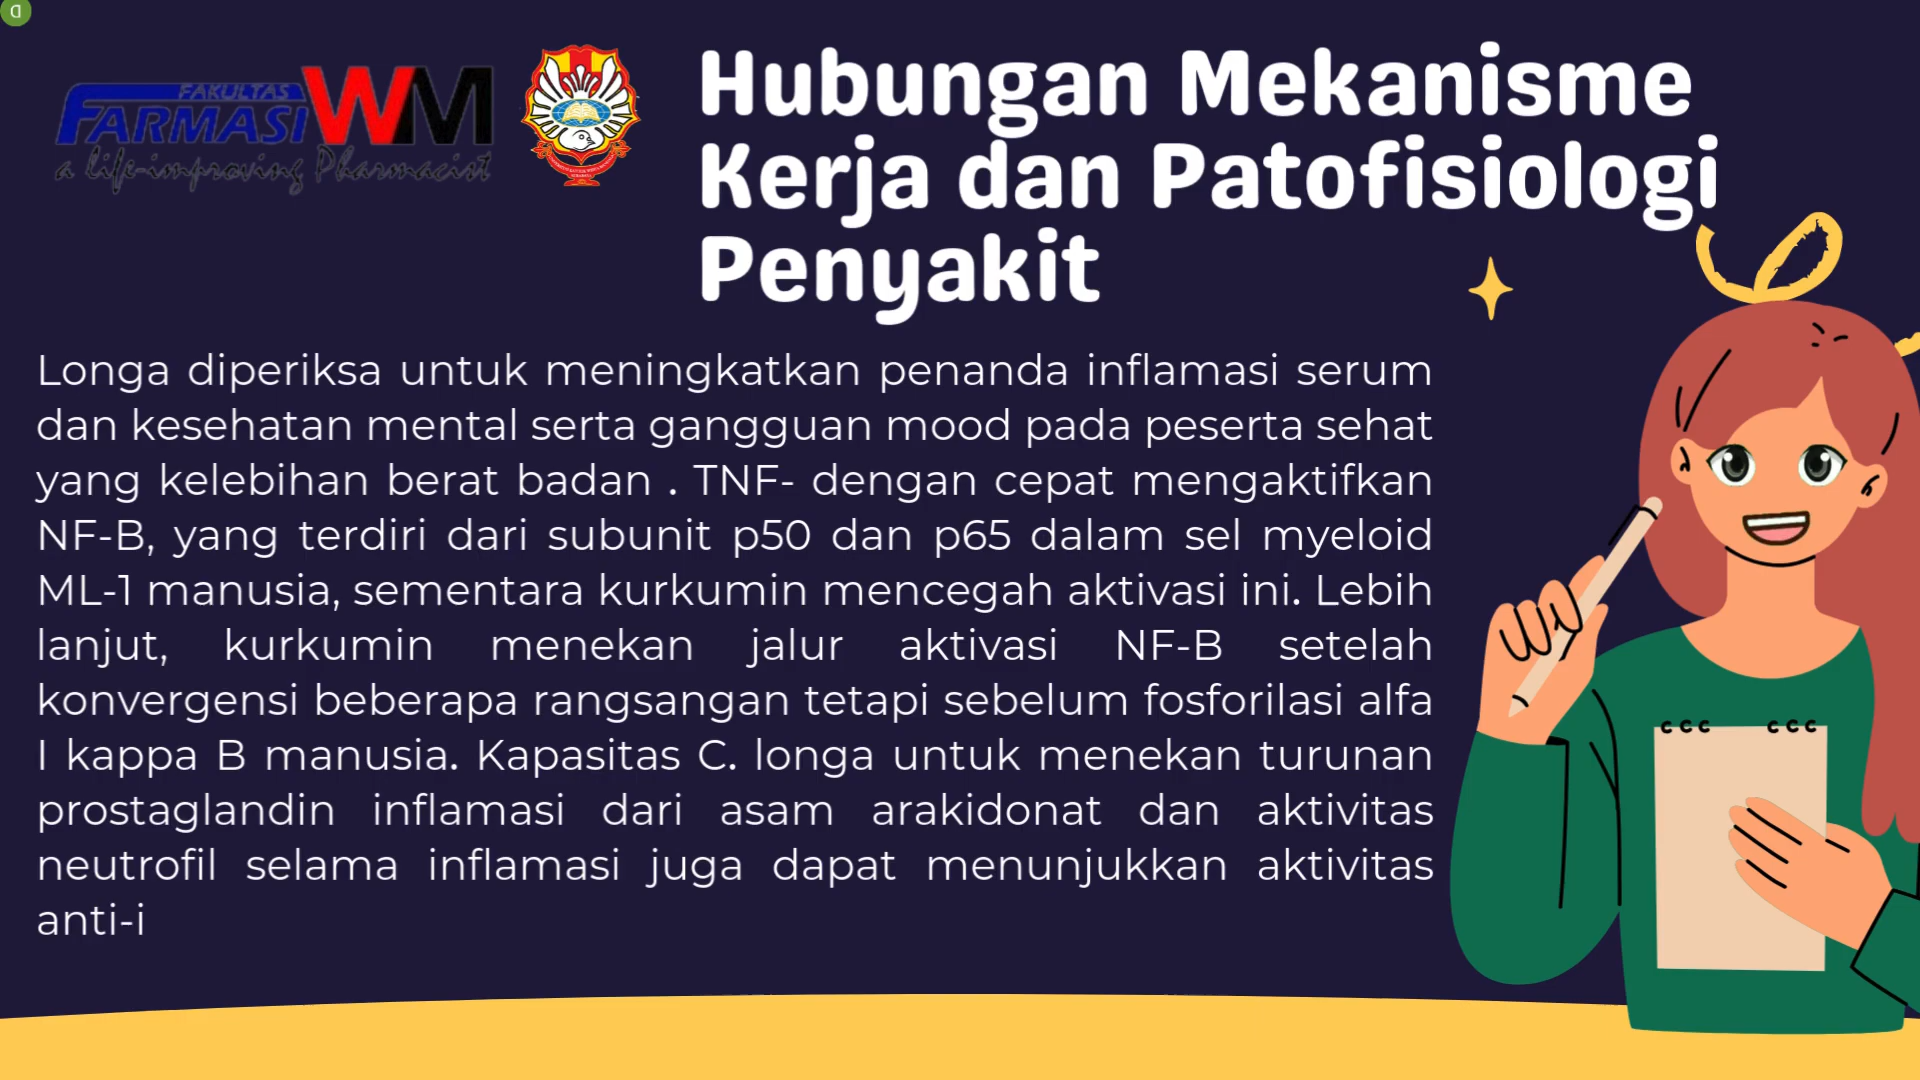 D
FAKULTAS
FARMASI WM
a life-improving Pharmacist
Hubungan Mekanisme
Kerja dan Patofisiologi
Penyakit
Longa diperiksa untuk meningkatkan penanda inflamasi serum
dan kesehatan mental serta gangguan mood pada peserta sehat
yang kelebihan berat badan . TNF- dengan cepat mengaktifkan
NF-B, yang terdiri dari subunit p50 dan p65 dalam sel myeloid
ML-1 manusia, sementara kurkumin mencegah aktivasi ini. Lebih
lanjut, kurkumin menekan jalur aktivasi NF-B setelah
konvergensi beberapa rangsangan tetapi sebelum fosforilasi alfa
I kappa B manusia. Kapasitas C. longa untuk menekan turunan
prostaglandin inflamasi dari asam arakidonat dan aktivitas
neutrofil selama inflamasi juga dapat menunjukkan aktivitas
anti-i